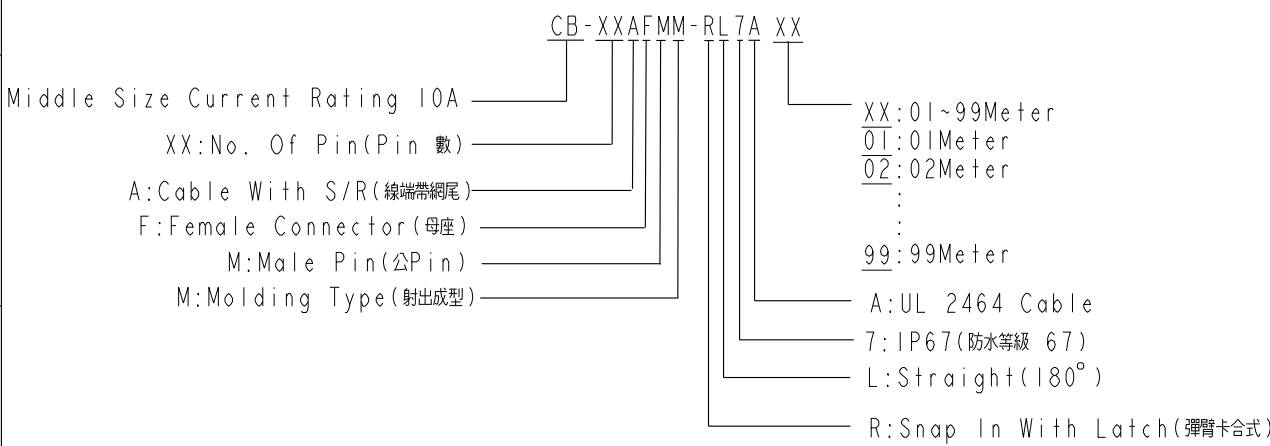 CB-XXAFMM-RL7A XX
Middle Size Current Rating 10A
XX:No. Of Pin(Pin 數)
A:Cable With S/R(線端帶網尾)
F:Female Connector(母座)
M:Male Pin(公Pin)
M:Molding Type(射出成型)
XX:01~99Meter
01:01Meter
02:02Meter
:
:
99:99Meter
A:UL 2464 Cable
7:IP67(防水等級 67)
L:Straight(180°)
R:Snap In With Latch(彈臂卡合式)